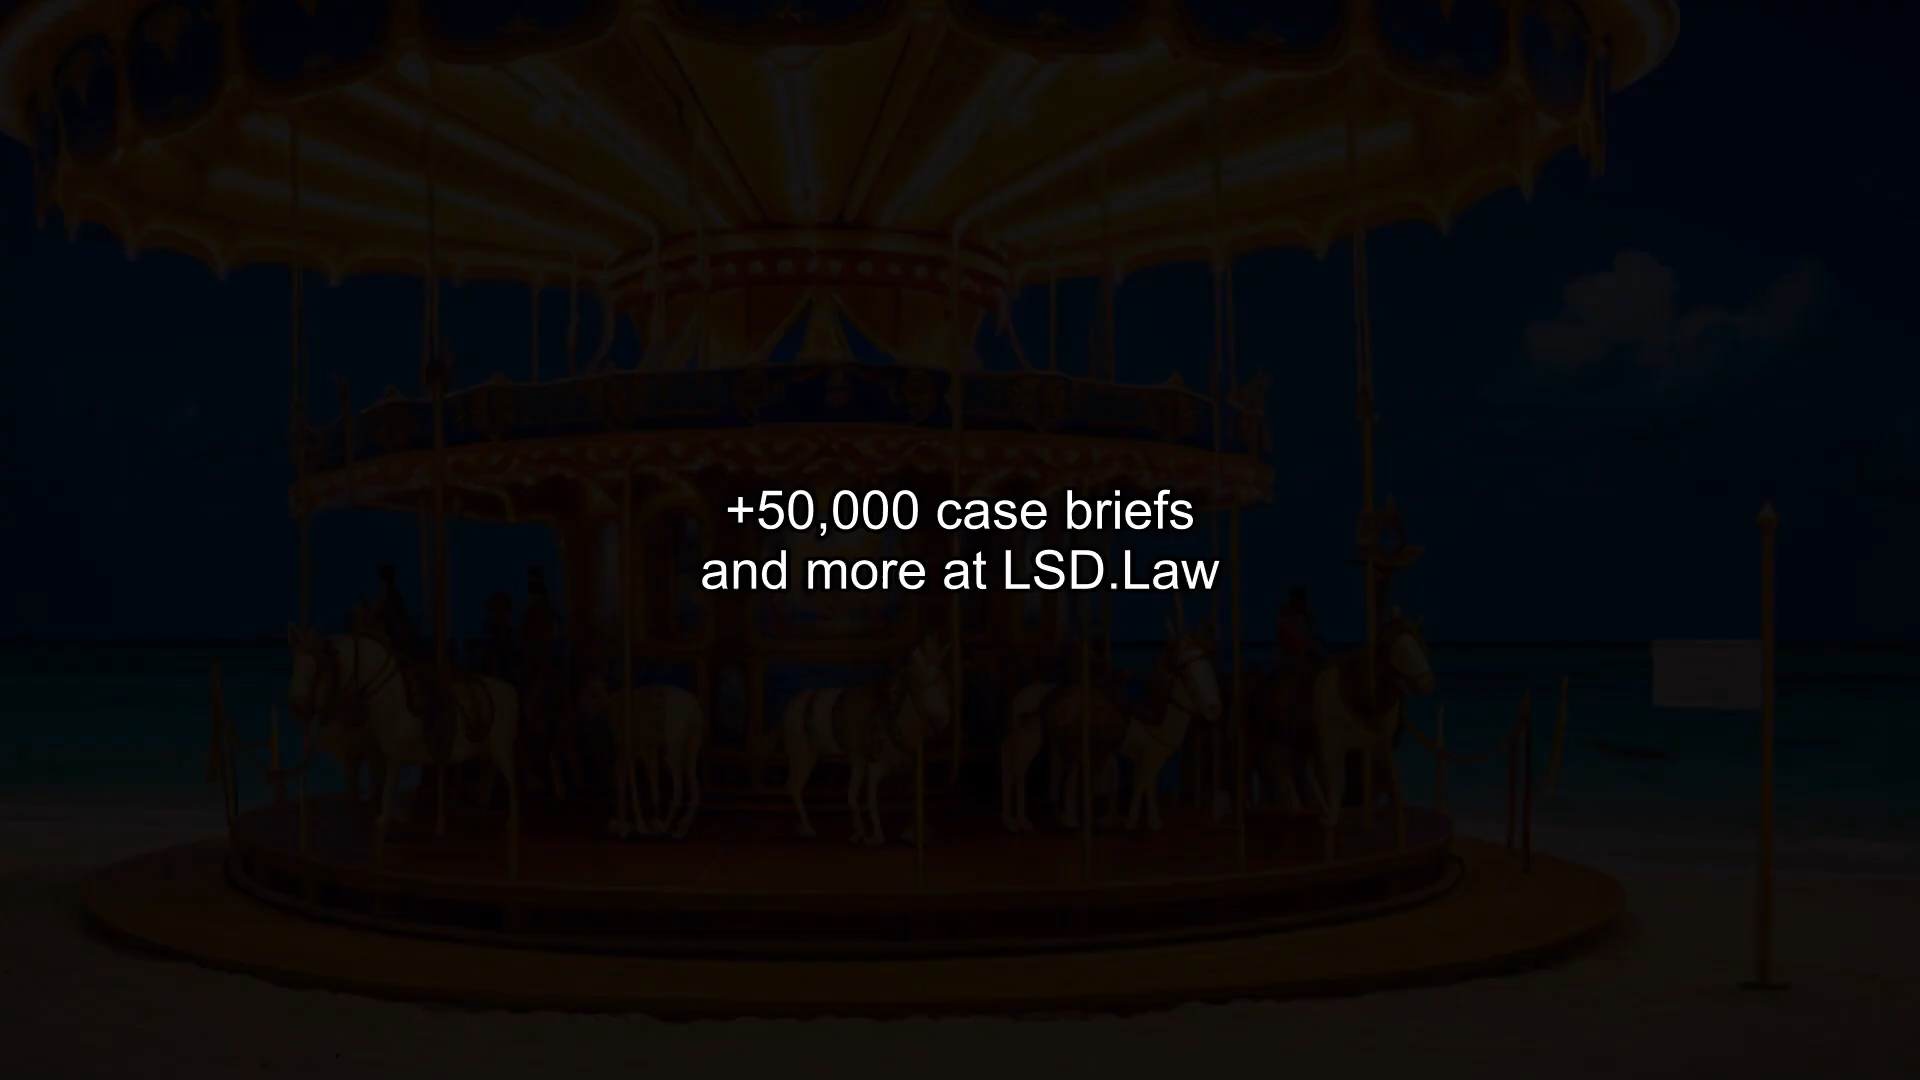 +50,000 case briefs
and more at LSD.Law